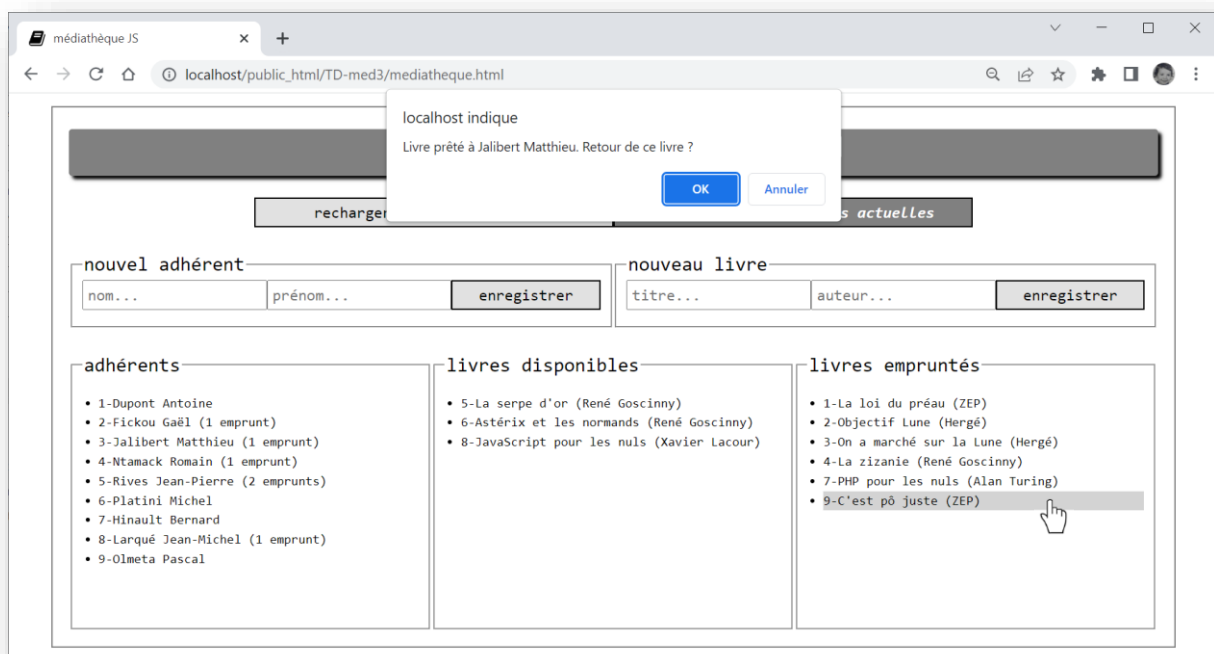 médiathèque JS
localhost/public_html/TD-med3/mediatheque.html
localhost indique
Livre prêté à Jalibert Matthieu. Retour de ce livre ?
OK Annuler
recharger s actuelles
nouvel adhérent nouveau livre
nom... prénom... enregistrer titre... auteur... enregistrer
adhérents
1-Dupont Antoine
2-Fickou Gaël (1 emprunt)
3-Jalibert Matthieu (1 emprunt)
4-Ntamack Romain (1 emprunt)
5-Rives Jean-Pierre (2 emprunts)
6-Platini Michel
7-Hinault Bernard
8-Larqué Jean-Michel (1 emprunt)
9-Olmeta Pascal
livres disponibles
5-La serpe d'or (René Goscinny)
6-Astérix et les normands (René Goscinny)
8-JavaScript pour les nuls (Xavier Lacour)
livres empruntés
1-La loi du préau (ZEP)
2-Objectif Lune (Hergé)
3-On a marché sur la Lune (Hergé)
4-La zizanie (René Goscinny)
7-PHP pour les nuls (Alan Turing)
9-C'est pô juste (ZEP)